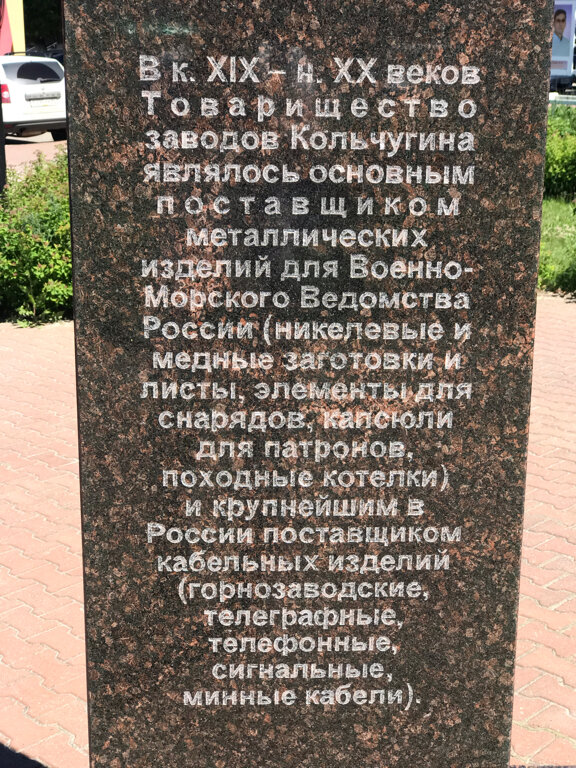 В к. XIX – н. XX веков
Товарищество
заводов Кольчугина
являлось основным
поставщиком
металлических
изделий для Военно-
Морского Ведомства
России (никелевые и
медные заготовки и
листы, элементы для
снарядов, капсюли
для патронов,
походные котелки)
и крупнейшим в
России поставщиком
кабельных изделий
(горнозаводские,
телеграфные,
телефонные,
сигнальные,
минные кабели).